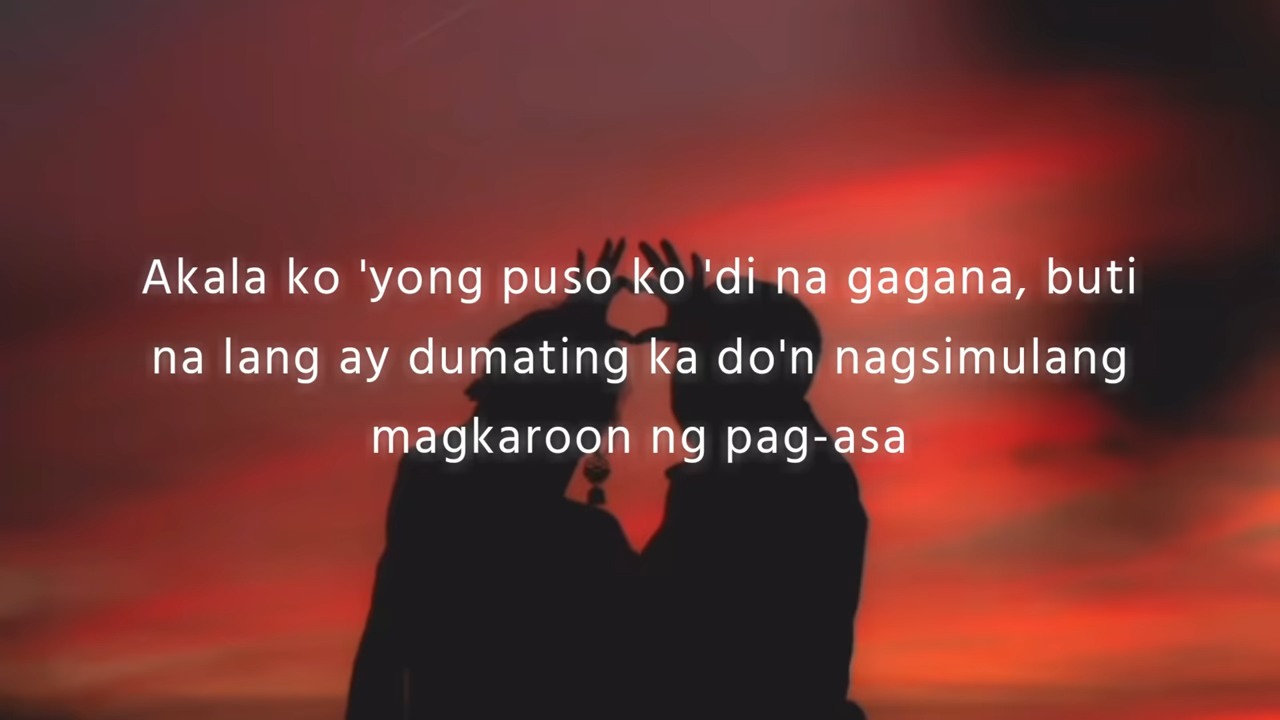 Akala ko 'yong puso ko 'di na gagana, buti
na lang ay dumating ka do'n nagsimulang
magkaroon ng pag-asa